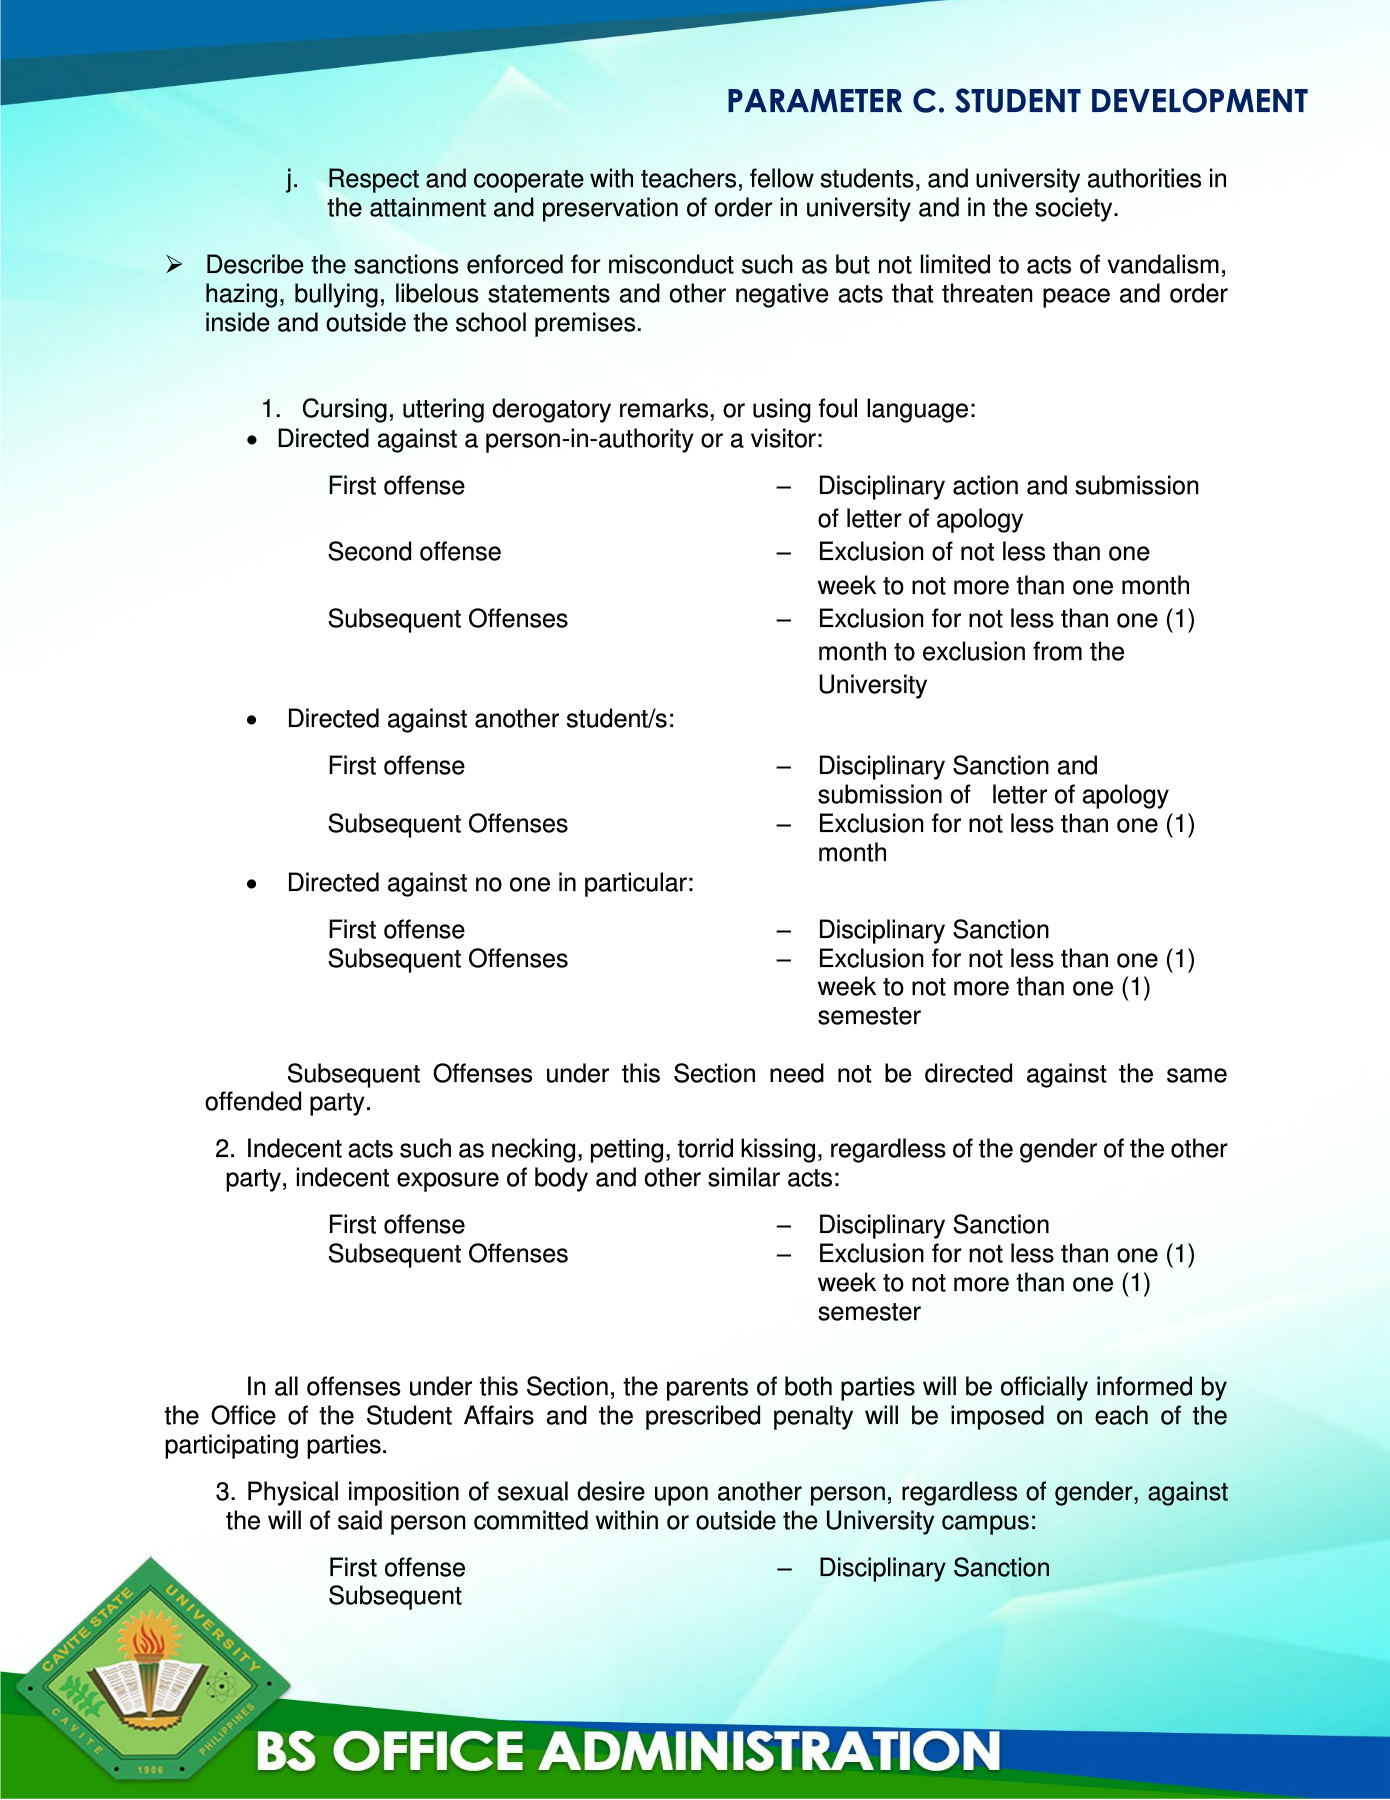 PARAMETER C. STUDENT DEVELOPMENT
j. Respect and cooperate with teachers, fellow students, and university authorities in
the attainment and preservation of order in university and in the society.
➢ Describe the sanctions enforced for misconduct such as but not limited to acts of vandalism,
hazing, bullying, libelous statements and other negative acts that threaten peace and order
inside and outside the school premises.
1. Cursing, uttering derogatory remarks, or using foul language:
• Directed against a person-in-authority or a visitor:
First offense – Disciplinary action and submission
of letter of apology
Second offense – Exclusion of not less than one
week to not more than one month
Subsequent Offenses – Exclusion for not less than one (1)
month to exclusion from the
University
• Directed against another student/s:
First offense – Disciplinary Sanction and
submission of letter of apology
Subsequent Offenses – Exclusion for not less than one (1)
month
• Directed against no one in particular:
First offense – Disciplinary Sanction
Subsequent Offenses – Exclusion for not less than one (1)
week to not more than one (1)
semester
Subsequent Offenses under this Section need not be directed against the same
offended party.
2. Indecent acts such as necking, petting, torrid kissing, regardless of the gender of the other
party, indecent exposure of body and other similar acts:
First offense – Disciplinary Sanction
Subsequent Offenses – Exclusion for not less than one (1)
week to not more than one (1)
semester
In all offenses under this Section, the parents of both parties will be officially informed by
the Office of the Student Affairs and the prescribed penalty will be imposed on each of the
participating parties.
3. Physical imposition of sexual desire upon another person, regardless of gender, against
the will of said person committed within or outside the University campus:
First offense – Disciplinary Sanction
Subsequent
CAVITE STATE UNIVERSITY
CAVITE PHILIPPINES
1906
BS OFFICE ADMINISTRATION